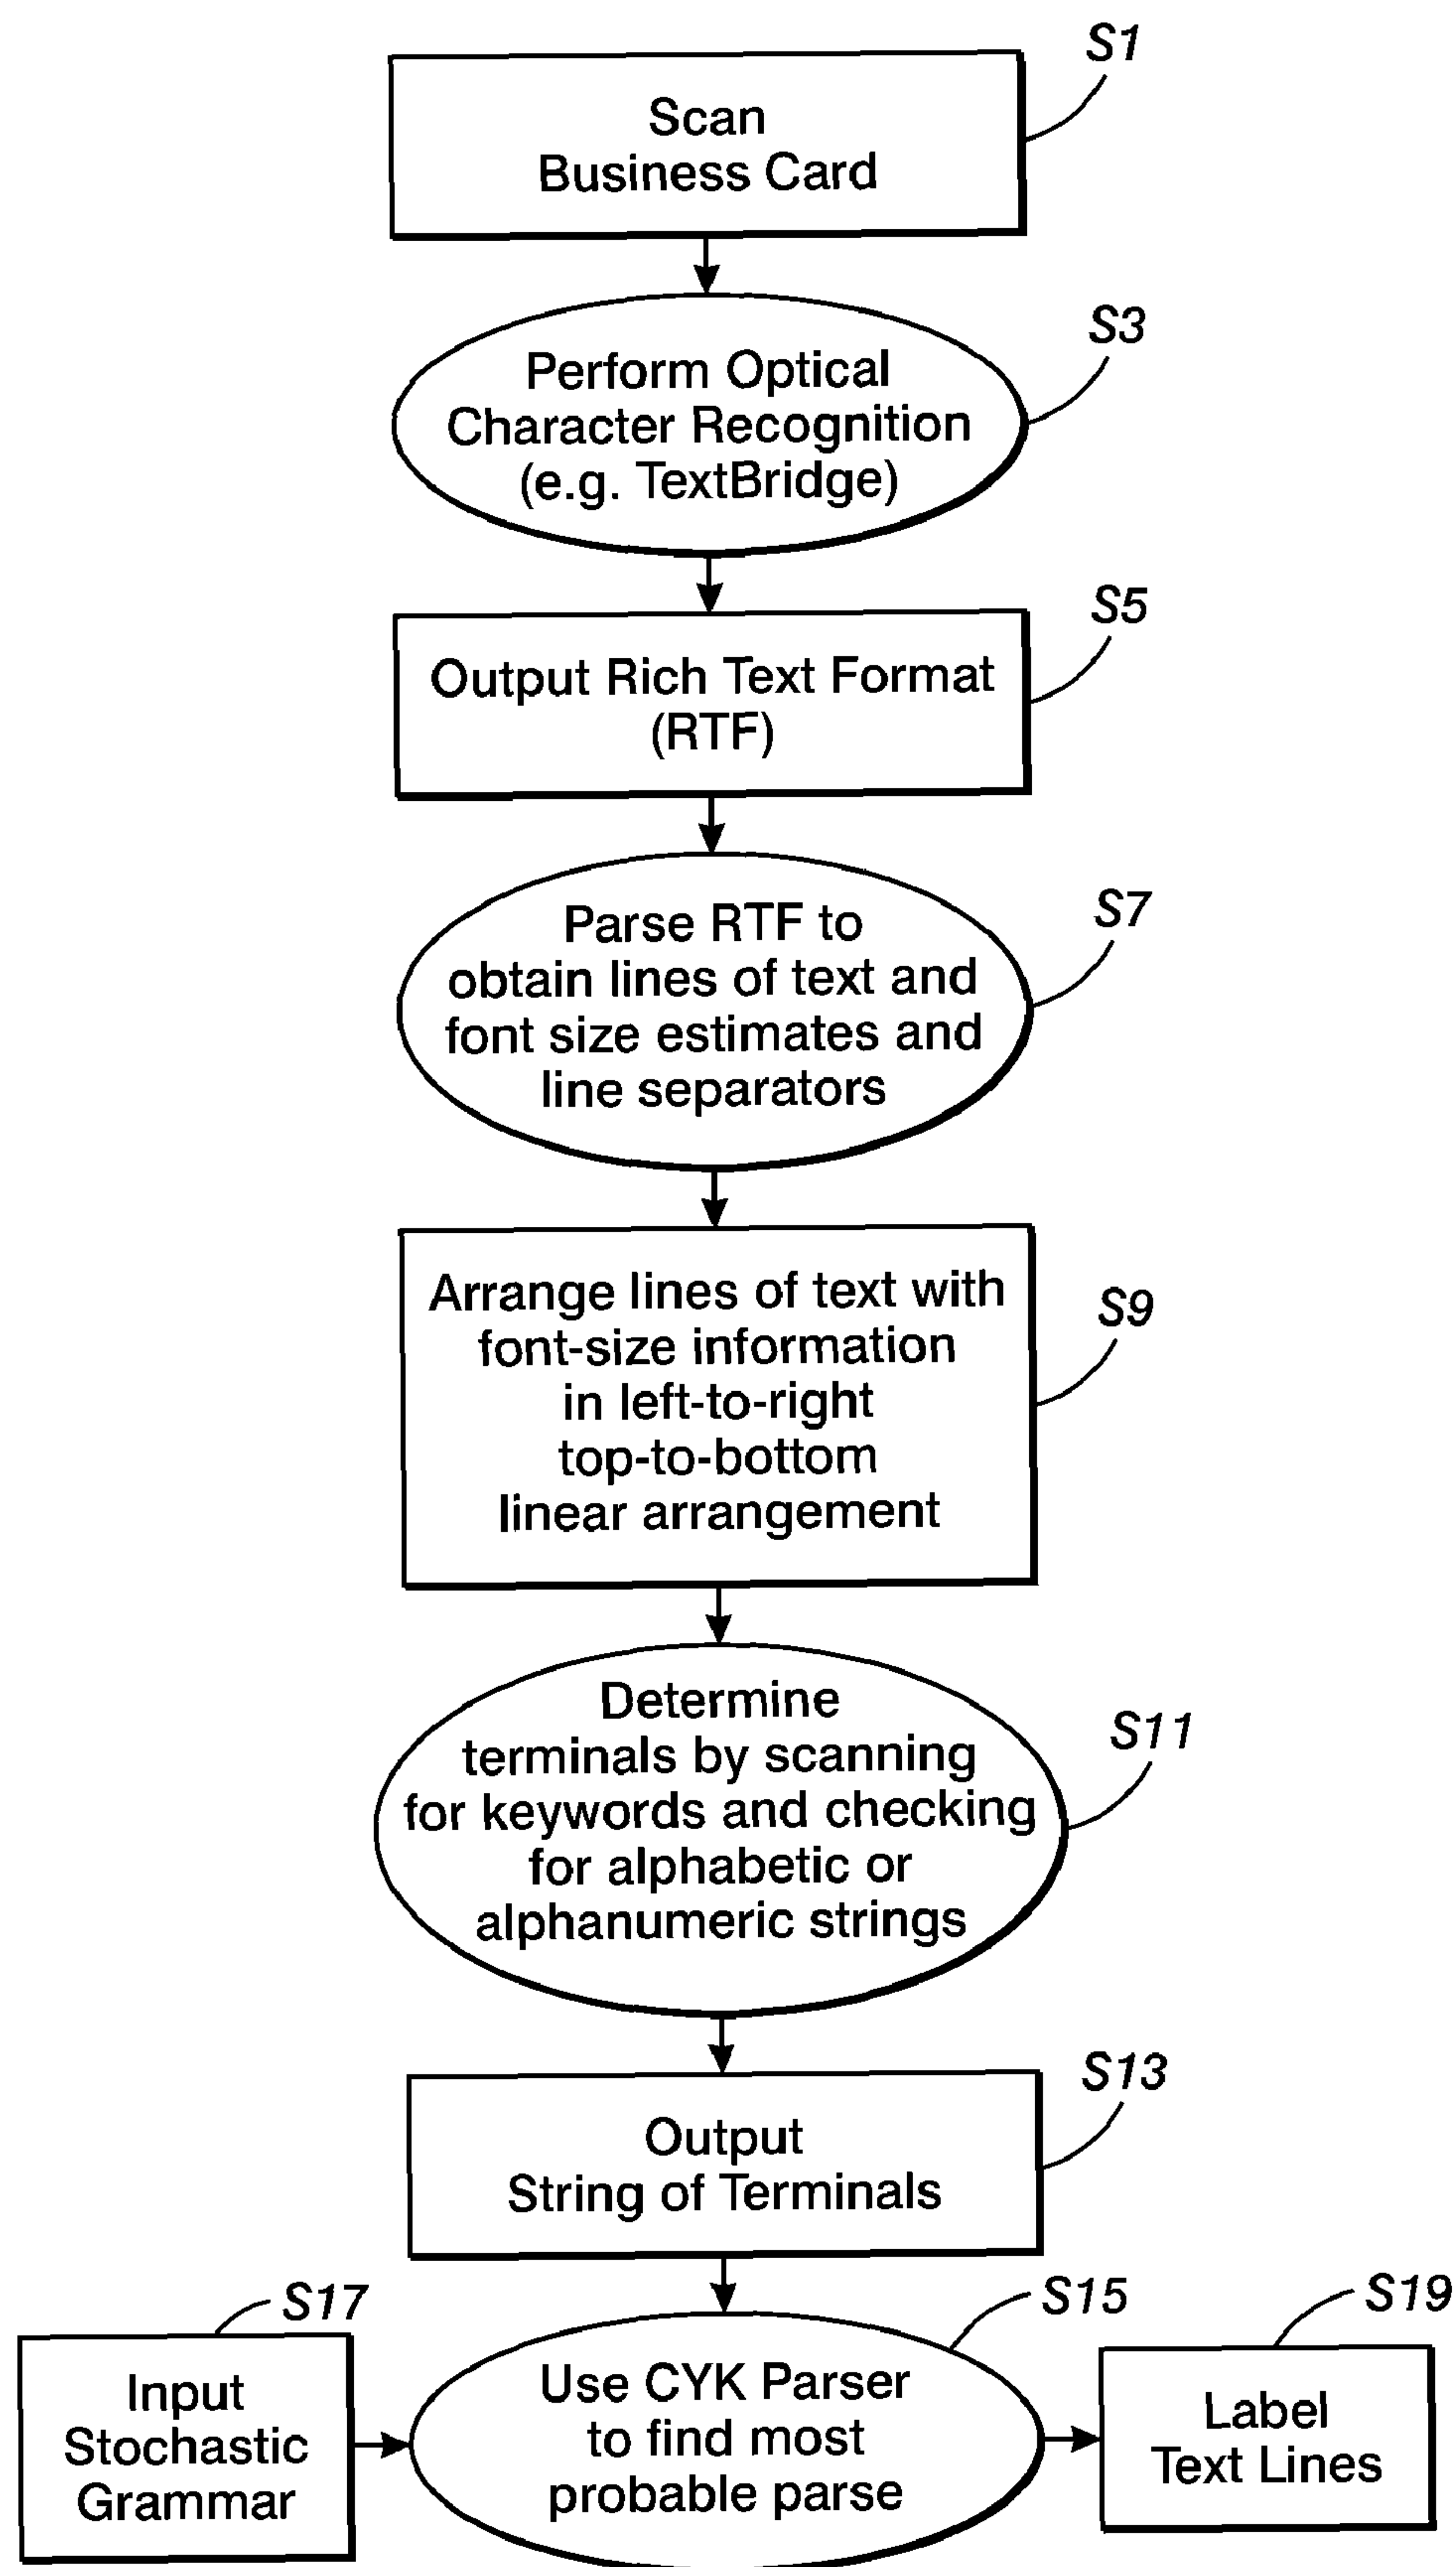 S1
Scan
Business Card
S3
Perform Optical
Character Recognition
(e.g. TextBridge)
S5
Output Rich Text Format
(RTF)
S7
Parse RTF to
obtain lines of text and
font size estimates and
line separators
S9
Arrange lines of text with
font-size information
in left-to-right
top-to-bottom
linear arrangement
S11
Determine
terminals by scanning
for keywords and checking
for alphabetic or
alphanumeric strings
S13
Output
String of Terminals
S17
Input
Stochastic
Grammar
S15
Use CYK Parser
to find most
probable parse
S19
Label
Text Lines